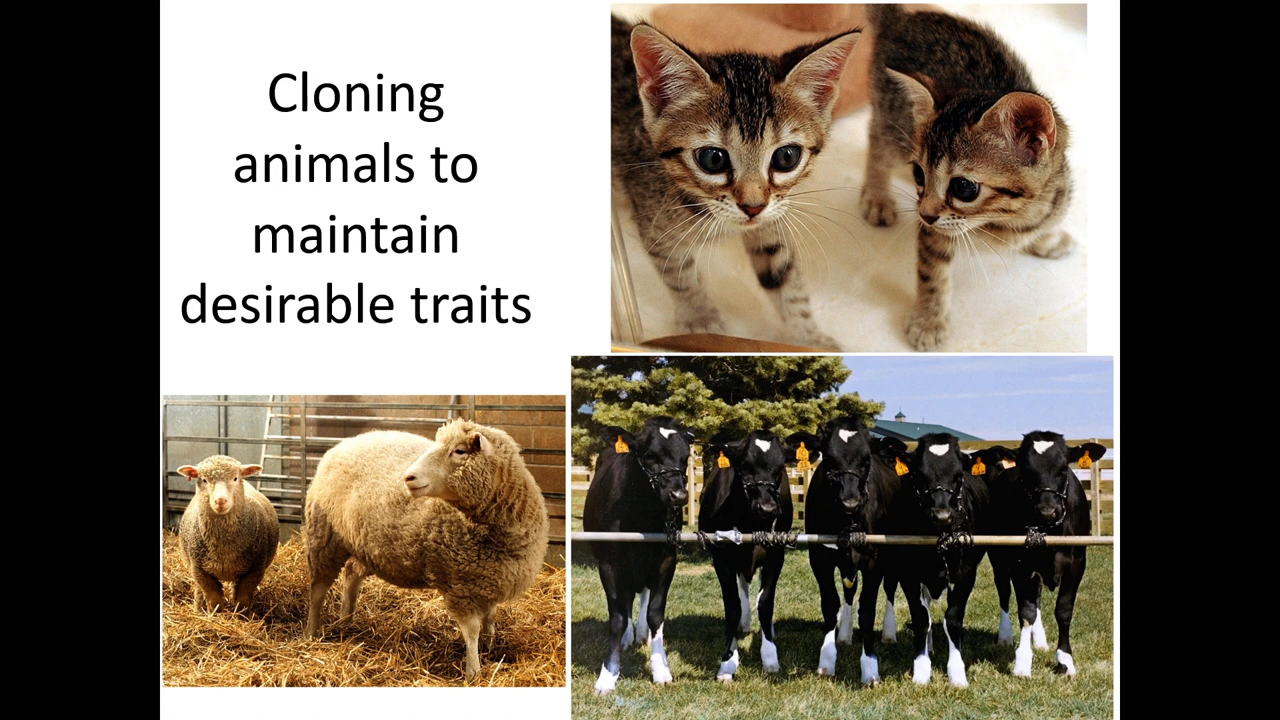 Cloning
animals to
maintain
desirable traits